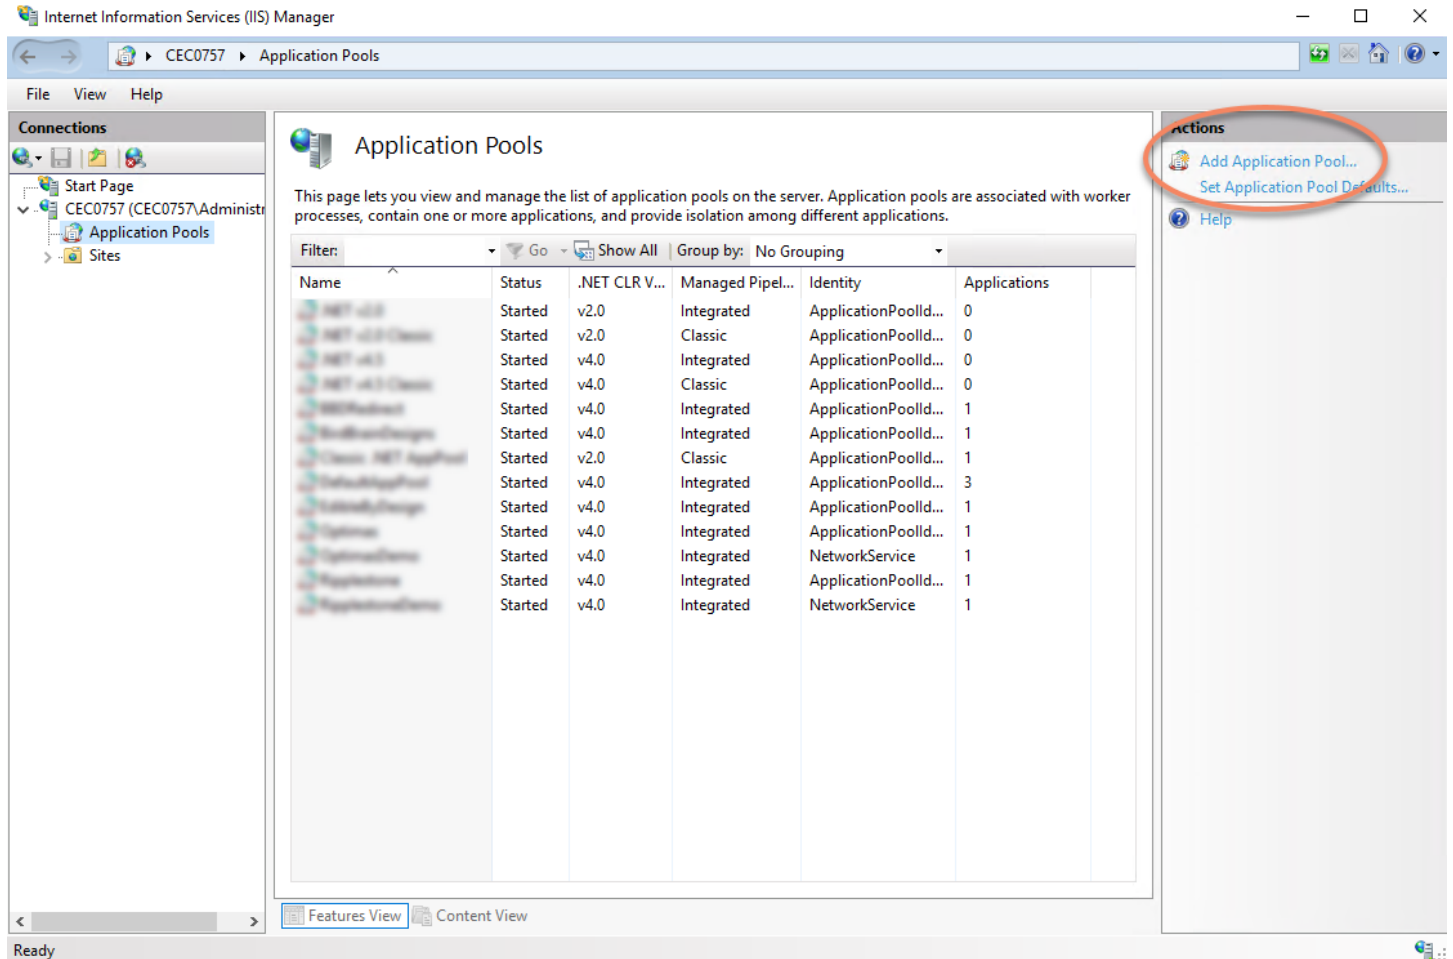 Internet Information Services (IIS) Manager
CEC0757 Application Pools
File View Help
Connections
Start Page
CEC0757 (CEC0757\Administr
Application Pools
Sites
Application Pools
This page lets you view and manage the list of application pools on the server. Application pools are associated with worker
processes, contain one or more applications, and provide isolation among different applications.
Filter: Go Show All Group by: No Grouping
Name Status .NET CLR V... Managed Pipel... Identity Applications
Started v2.0 Integrated ApplicationPoolId... 0
Started v2.0 Classic ApplicationPoolId... 0
Started v4.0 Integrated ApplicationPoolId... 0
Started v4.0 Classic ApplicationPoolId... 0
Started v4.0 Integrated ApplicationPoolId... 1
Started v4.0 Integrated ApplicationPoolId... 1
Started v2.0 Classic ApplicationPoolId... 1
Started v4.0 Integrated ApplicationPoolId... 3
Started v4.0 Integrated ApplicationPoolId... 1
Started v4.0 Integrated ApplicationPoolId... 1
Started v4.0 Integrated NetworkService 1
Started v4.0 Integrated ApplicationPoolId... 1
Started v4.0 Integrated NetworkService 1
Features View Content View
Actions
Add Application Pool...
Set Application Pool Defaults...
Help
Ready